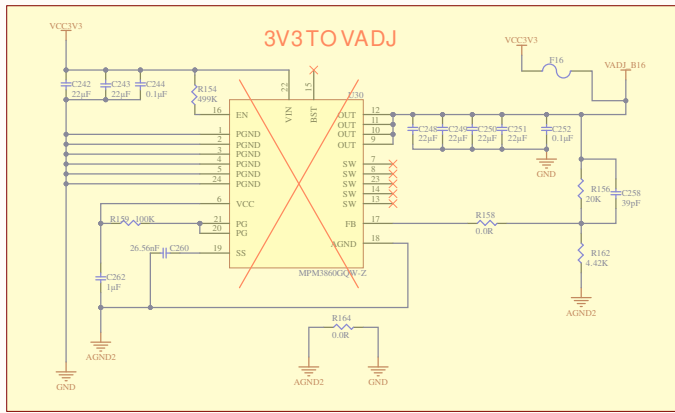 3V3 TO VADJ
VCC3V3
VCC3V3
F16
VADJ_B16
C242
22µF
C243
22µF
C244
0.1µF
R154
499K
22
15
U30
VIN
BST
16
EN
OUT
12
OUT
11
OUT
10
OUT
9
C248
22µF
C249
22µF
C250
22µF
C251
22µF
C252
0.1µF
GND
1
PGND
2
PGND
3
PGND
4
PGND
5
PGND
24
PGND
SW
7
SW
8
SW
23
SW
14
SW
13
R156
20K
C258
39pF
6
VCC
R159
100K
21
PG
20
PG
FB
17
R158
0.0R
AGND
18
26.56nF
C260
19
SS
R162
4.42K
C262
1µF
MPM3860GQW-Z
AGND2
R164
0.0R
AGND2
GND
AGND2
GND